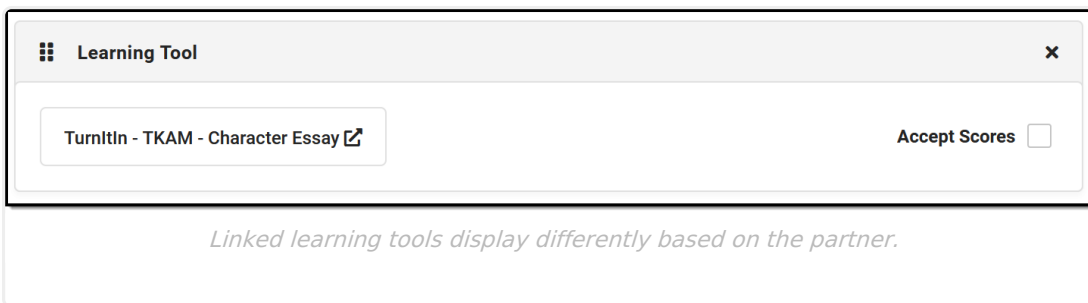 Learning Tool
TurnItIn - TKAM - Character Essay
Accept Scores
Linked learning tools display differently based on the partner.